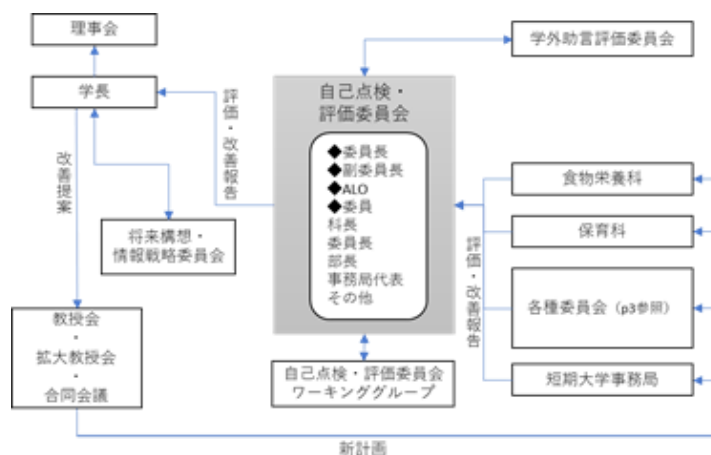 理事会
学長
評価・改善報告
改善提案
将来構想・
情報戦略委員会
教授会
・
拡大教授会
・
合同会議
自己点検・
評価委員会
◆委員長
◆副委員長
◆ALO
◆委員
科長
委員長
部長
事務局代表
その他
自己点検・評価委員会
ワーキンググループ
学外助言評価委員会
食物栄養科
保育科
各種委員会（p3参照）
短期大学事務局
評価・改善報告
新計画